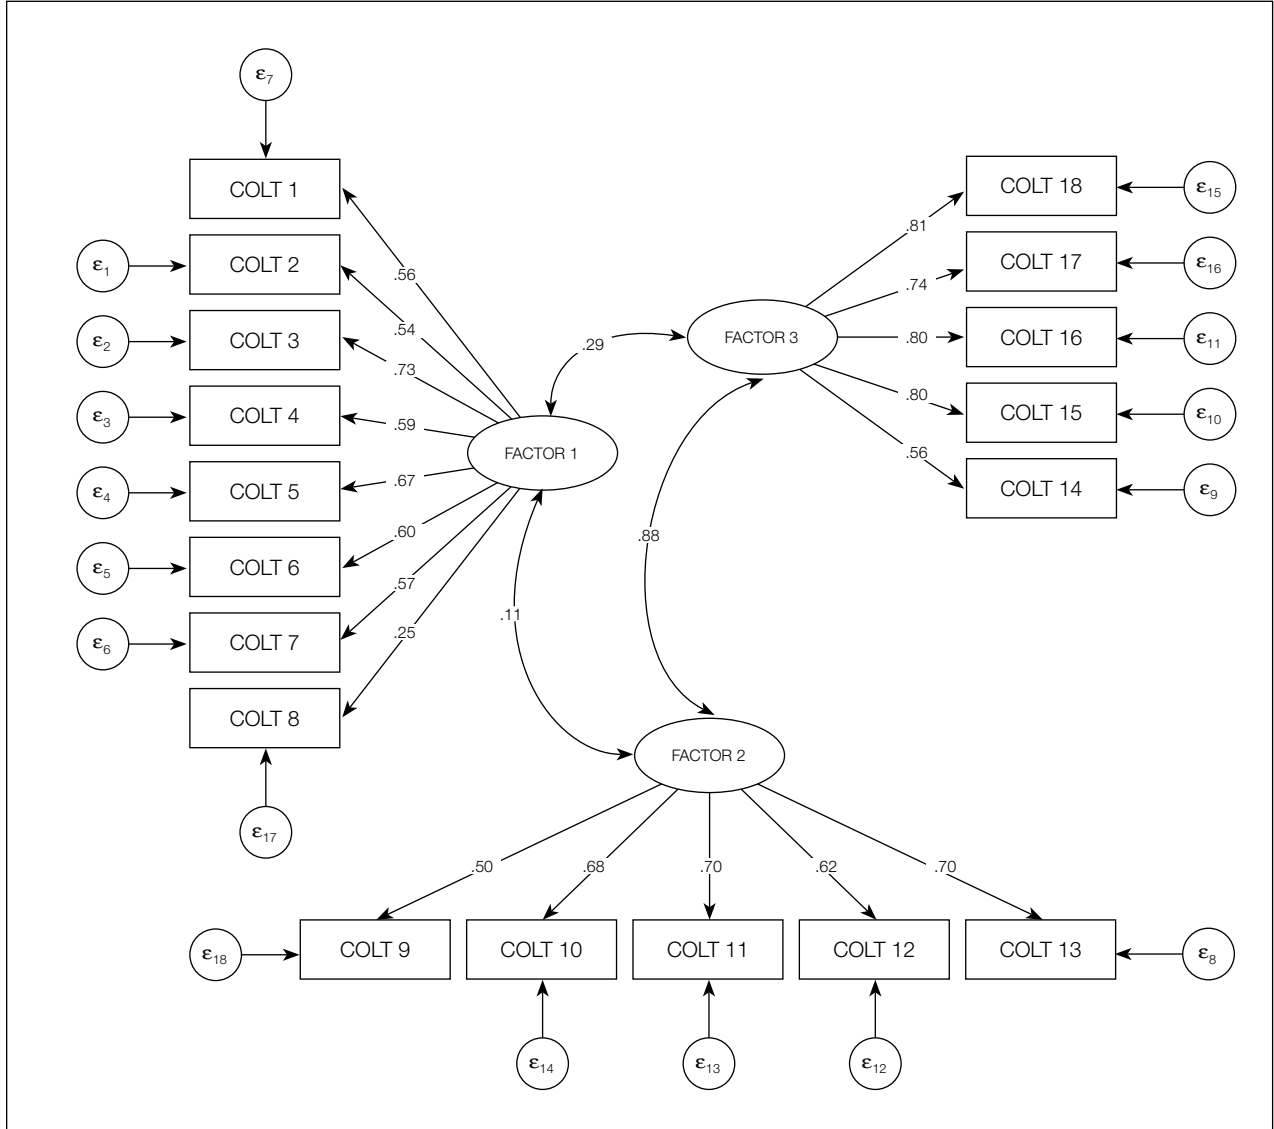 ε7
COLT 1
COLT 18
ε15
.81
ε1
COLT 2
COLT 17
ε16
.56
.74
.54
ε2
COLT 3
.29
FACTOR 3
.80
COLT 16
ε11
.73
.80
ε3
COLT 4
COLT 15
ε10
.59
FACTOR 1
.56
.67
ε4
COLT 5
COLT 14
ε9
.60
.88
ε5
COLT 6
.57
.11
.25
ε6
COLT 7
COLT 8
FACTOR 2
ε17
.50
.68
.70
.62
.70
ε18
COLT 9
COLT 10
COLT 11
COLT 12
COLT 13
ε8
ε14
ε13
ε12